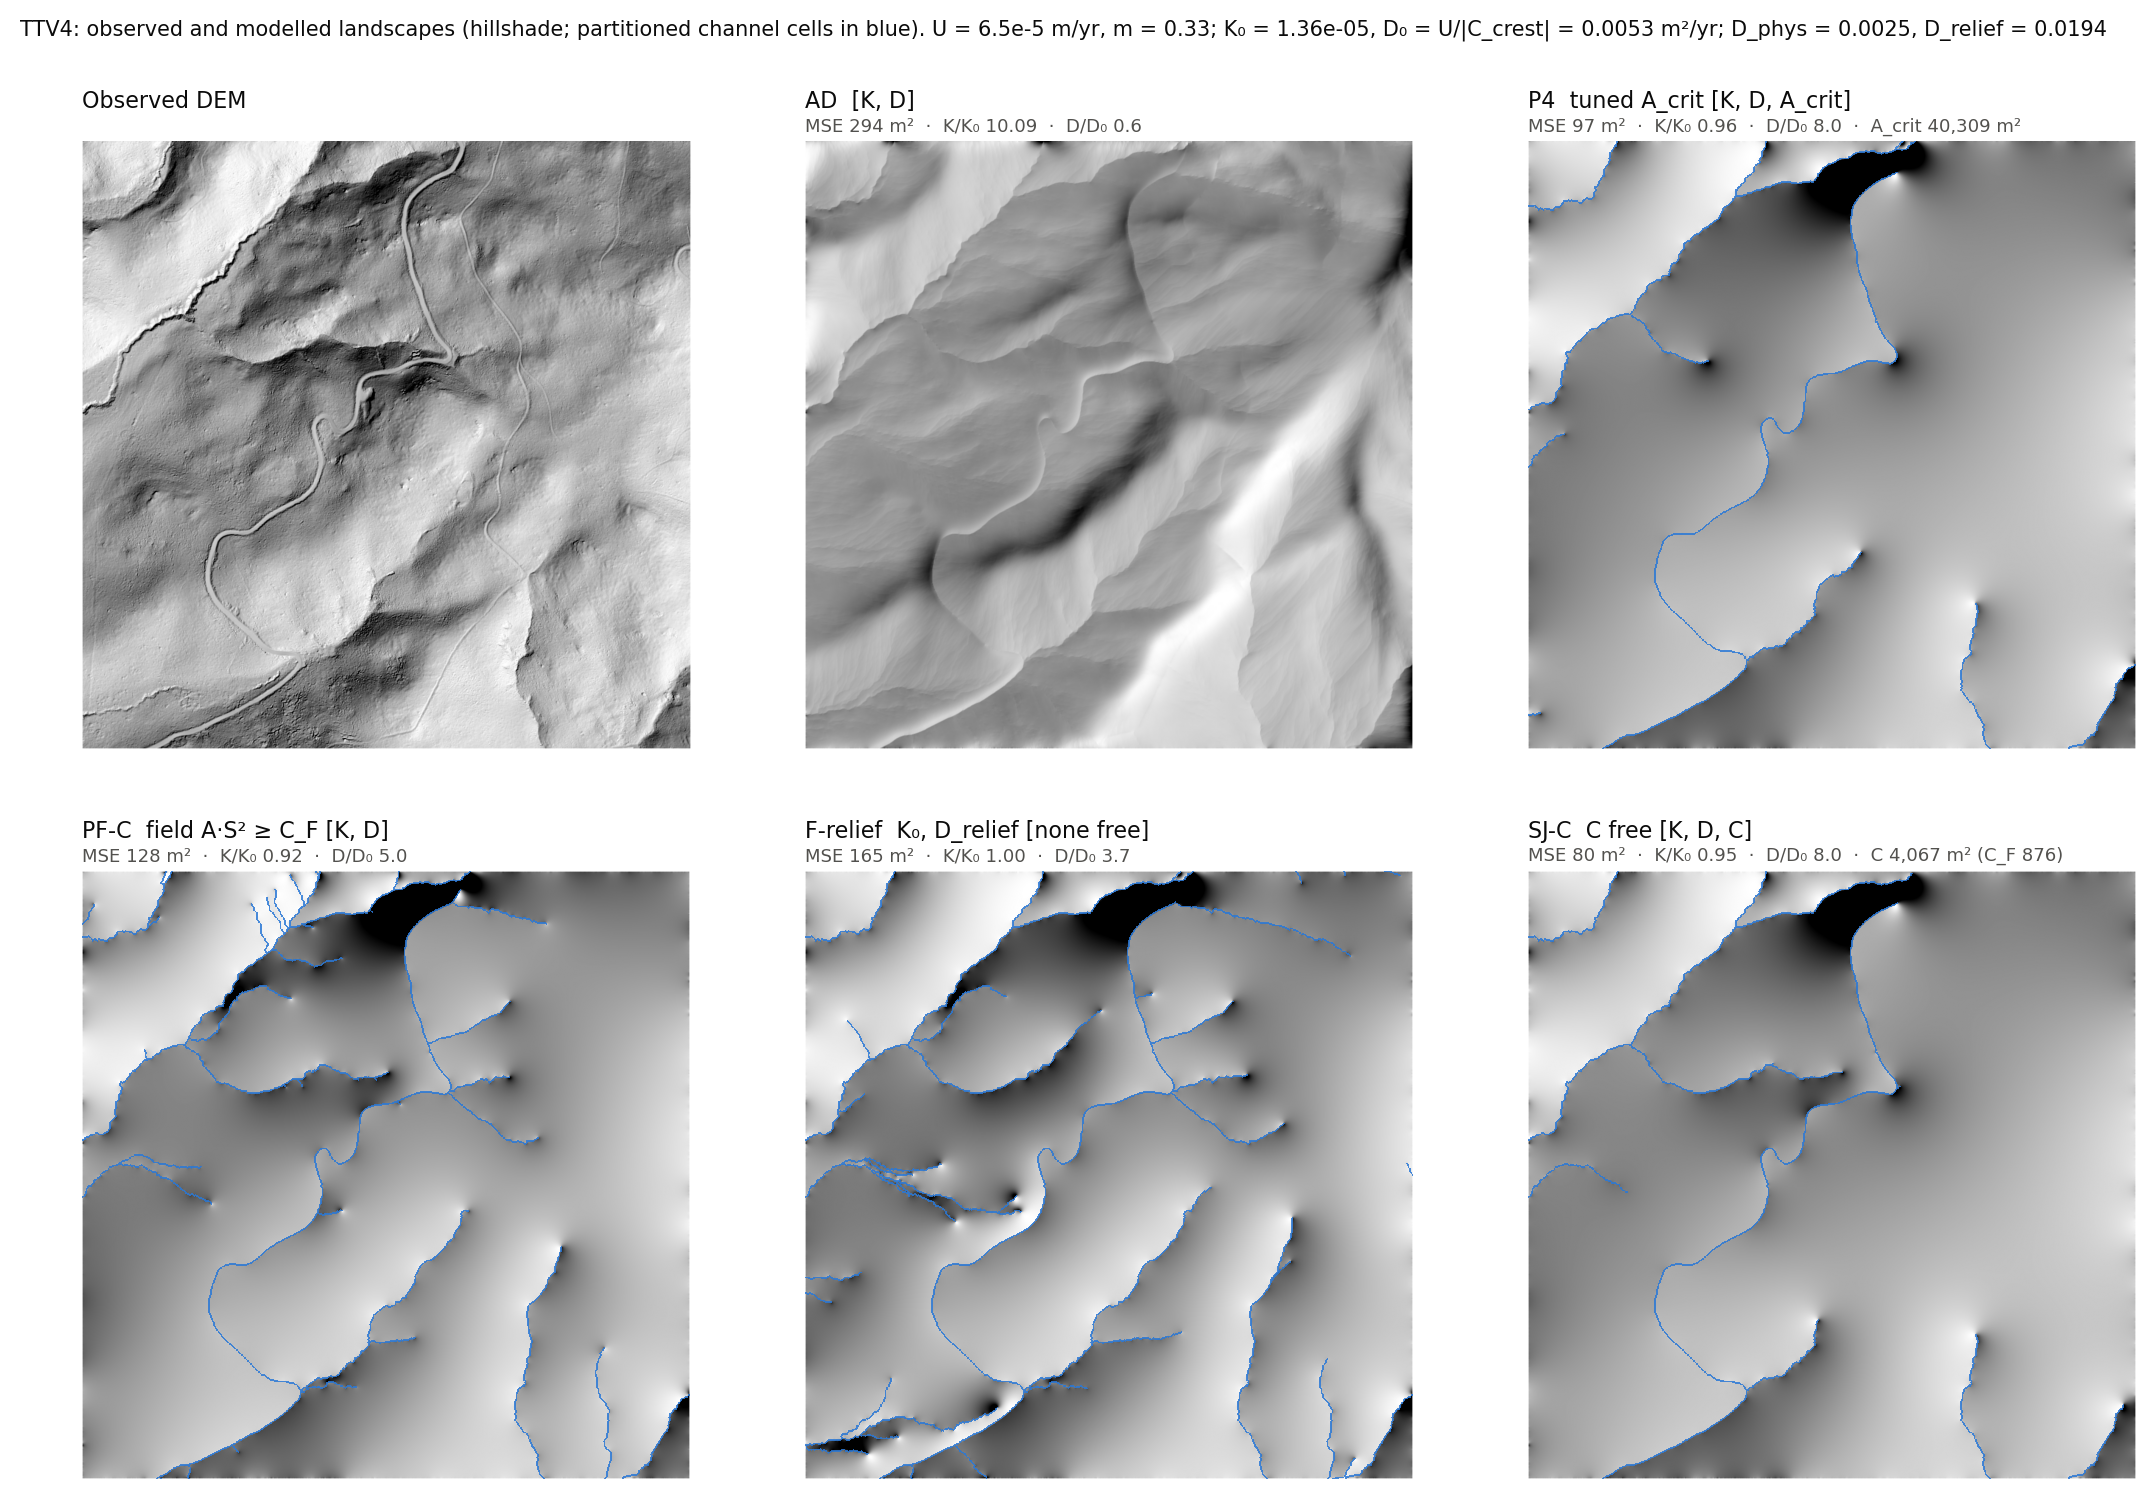 TTV4: observed and modelled landscapes (hillshade; partitioned channel cells in blue). U = 6.5e-5 m/yr, m = 0.33; K₀ = 1.36e-05, D₀ = U/|C_crest| = 0.0053 m²/yr; D_phys = 0.0025, D_relief = 0.0194
Observed DEM
AD [K, D]
MSE 294 m² · K/K₀ 10.09 · D/D₀ 0.6
P4 tuned A_crit [K, D, A_crit]
MSE 97 m² · K/K₀ 0.96 · D/D₀ 8.0 · A_crit 40,309 m²
PF-C field A·S² ≥ C_F [K, D]
MSE 128 m² · K/K₀ 0.92 · D/D₀ 5.0
F-relief K₀, D_relief [none free]
MSE 165 m² · K/K₀ 1.00 · D/D₀ 3.7
SJ-C C free [K, D, C]
MSE 80 m² · K/K₀ 0.95 · D/D₀ 8.0 · C 4,067 m² (C_F 876)